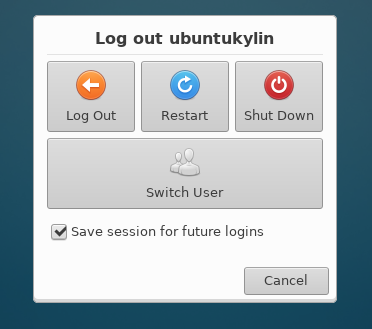 Log out ubuntukylin
Log Out Restart Shut Down
Switch User
Save session for future logins
Cancel